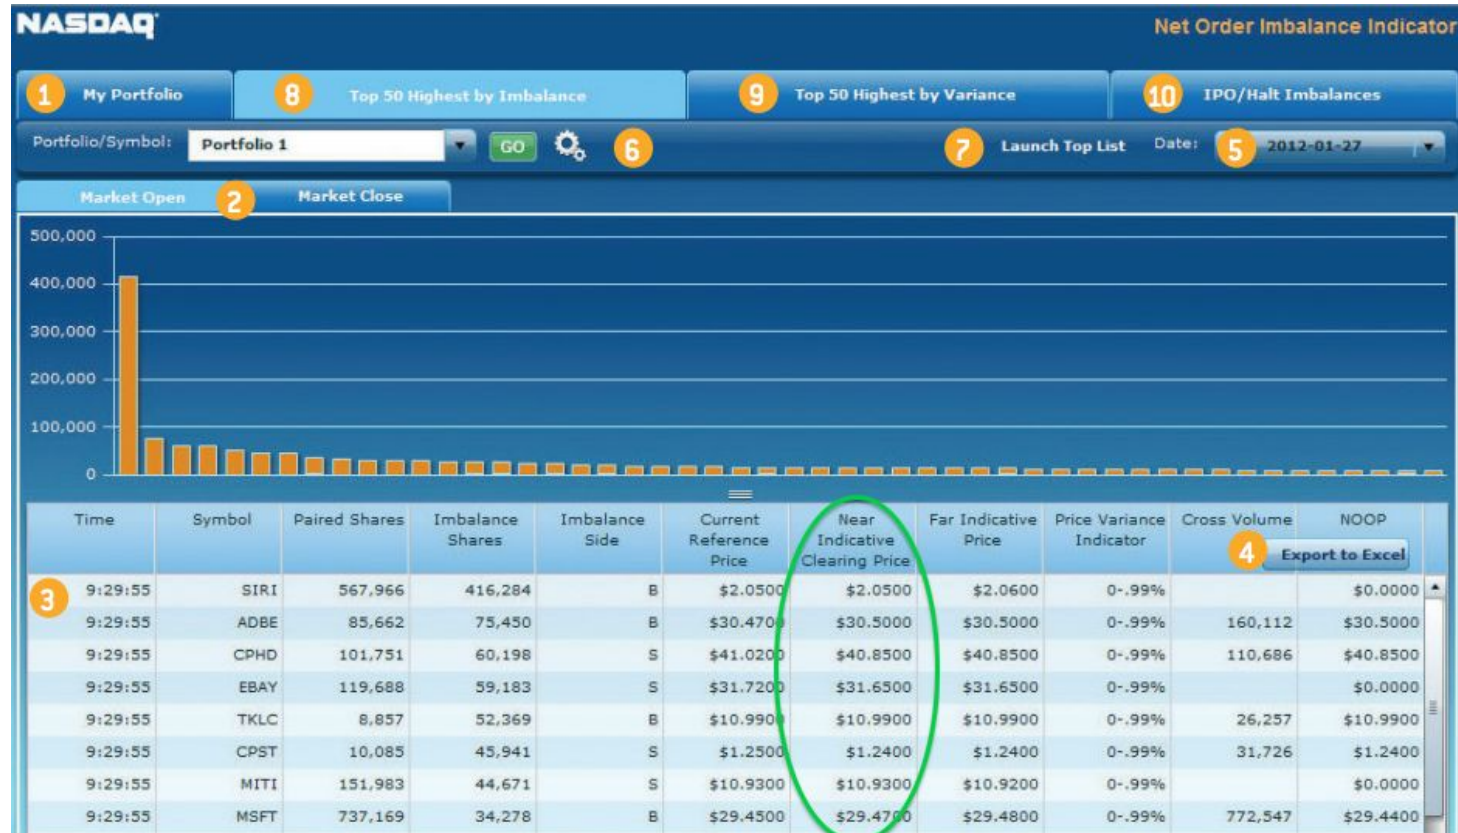 NASDAQ
Net Order Imbalance Indicator
1 My Portfolio 8 Top 50 Highest by Imbalance 9 Top 50 Highest by Variance 10 IPO/Halt Imbalances
Portfolio/Symbol: Portfolio 1 GO 6 7 Launch Top List Date: 5 2012-01-27
Market Open 2 Market Close
500,000
400,000
300,000
200,000
100,000
0
Time Symbol Paired Shares Imbalance Imbalance Current Near Far Indicative Price Variance Cross Volume NOOP
Shares Side Reference Indicative Price Indicator
Price Clearing Price
4 Export to Excel
3 9:29:55 SIRI 567,966 416,284 B $2.0500 $2.0500 $2.0600 0-.99% $0.0000
9:29:55 ADBE 85,662 75,450 B $30.4700 $30.5000 $30.5000 0-.99% 160,112 $30.5000
9:29:55 CPHD 101,751 60,198 S $41.0200 $40.8500 $40.8500 0-.99% 110,686 $40.8500
9:29:55 EBAY 119,688 59,183 S $31.7200 $31.6500 $31.6500 0-.99% $0.0000
9:29:55 TKLC 8,857 52,369 B $10.9900 $10.9900 $10.9900 0-.99% 26,257 $10.9900
9:29:55 CPST 10,085 45,941 S $1.2500 $1.2400 $1.2400 0-.99% 31,726 $1.2400
9:29:55 MITI 151,983 44,671 S $10.9300 $10.9300 $10.9200 0-.99% $0.0000
9:29:55 MSFT 737,169 34,278 B $29.4500 $29.4700 $29.4800 0-.99% 772,547 $29.4400